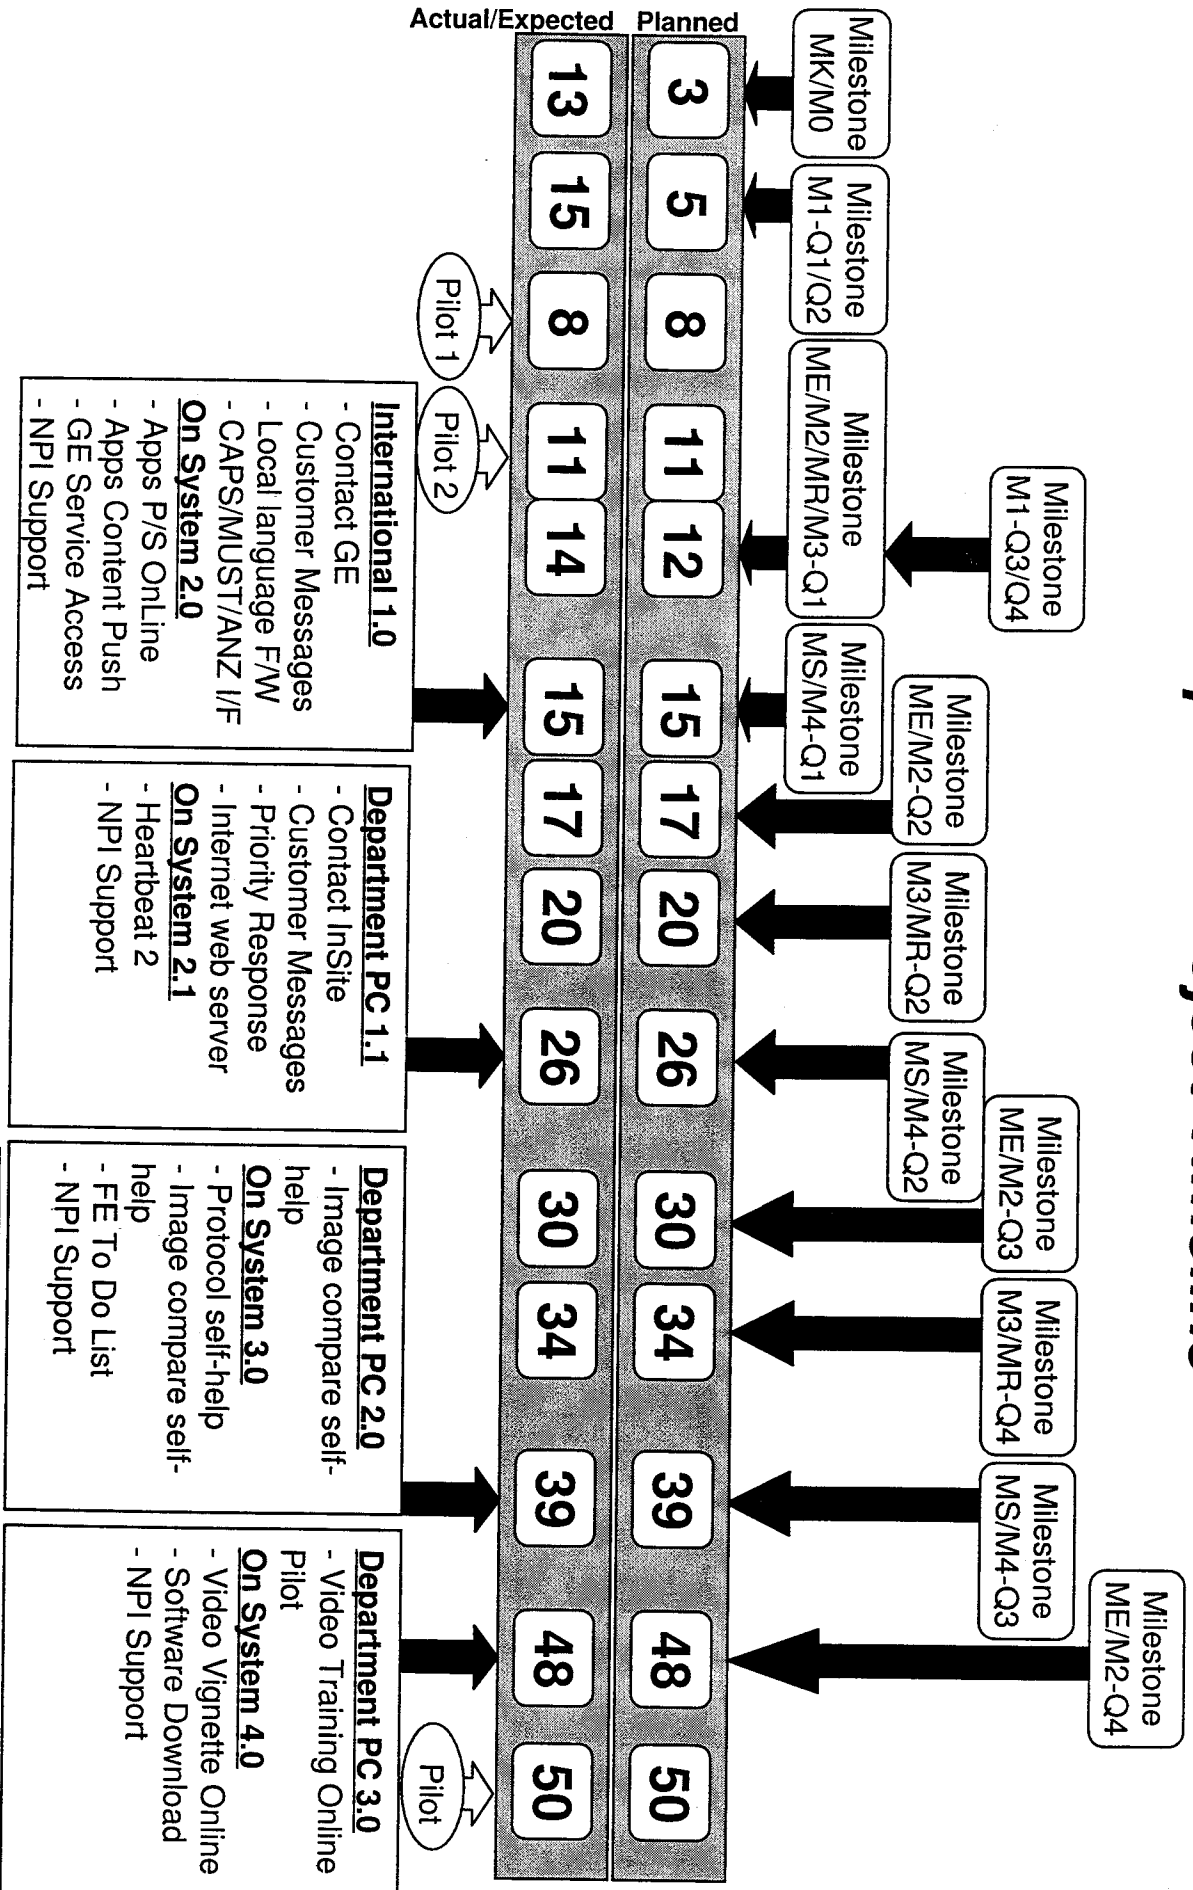 Milestone
ME/M2-Q4
Milestone
M1-Q3/Q4
Milestone
ME/M2-Q3
Milestone
M3/MR-Q4
Milestone
MS/M4-Q3
Milestone
ME/M2-Q2
Milestone
M3/MR-Q2
Milestone
MS/M4-Q2
Milestone
MK/M0
Milestone
M1-Q1/Q2
Milestone
ME/M2/MR/M3-Q1
Milestone
MS/M4-Q1
Planned
3 5 8 11 12 15 17 20 26 30 34 39 48 50
Actual/Expected
13 15 8 11 14 15 17 20 26 30 34 39 48 50
Pilot 1
Pilot 2
Pilot
International 1.0
- Contact GE
- Customer Messages
- Local language F/W
- CAPS/MUST/ANZ I/F
On System 2.0
- Apps P/S OnLine
- Apps Content Push
- GE Service Access
- NPI Support
Department PC 1.1
- Contact InSite
- Customer Messages
- Priority Response
- Internet web server
On System 2.1
- Heartbeat 2
- NPI Support
Department PC 2.0
- Image compare self-
help
On System 3.0
- Protocol self-help
- Image compare self-
help
- FE To Do List
- NPI Support
Department PC 3.0
- Video Training Online
Pilot
On System 4.0
- Video Vignette Online
- Software Download
- NPI Support